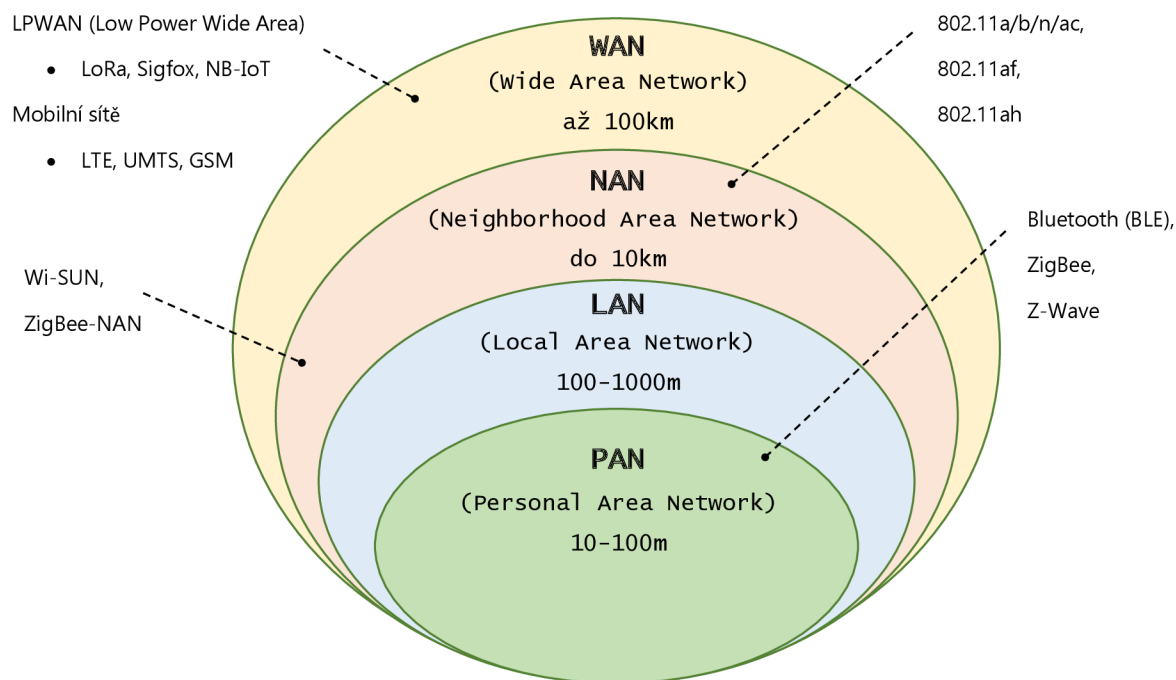 LPWAN (Low Power Wide Area)
• LoRa, Sigfox, NB-IoT
Mobilní sítě
• LTE, UMTS, GSM
WAN
(Wide Area Network)
až 100km
802.11a/b/n/ac,
802.11af,
802.11ah
NAN
(Neighborhood Area Network)
do 10km
Bluetooth (BLE),
ZigBee,
Z-Wave
Wi-SUN,
ZigBee-NAN
LAN
(Local Area Network)
100-1000m
PAN
(Personal Area Network)
10-100m